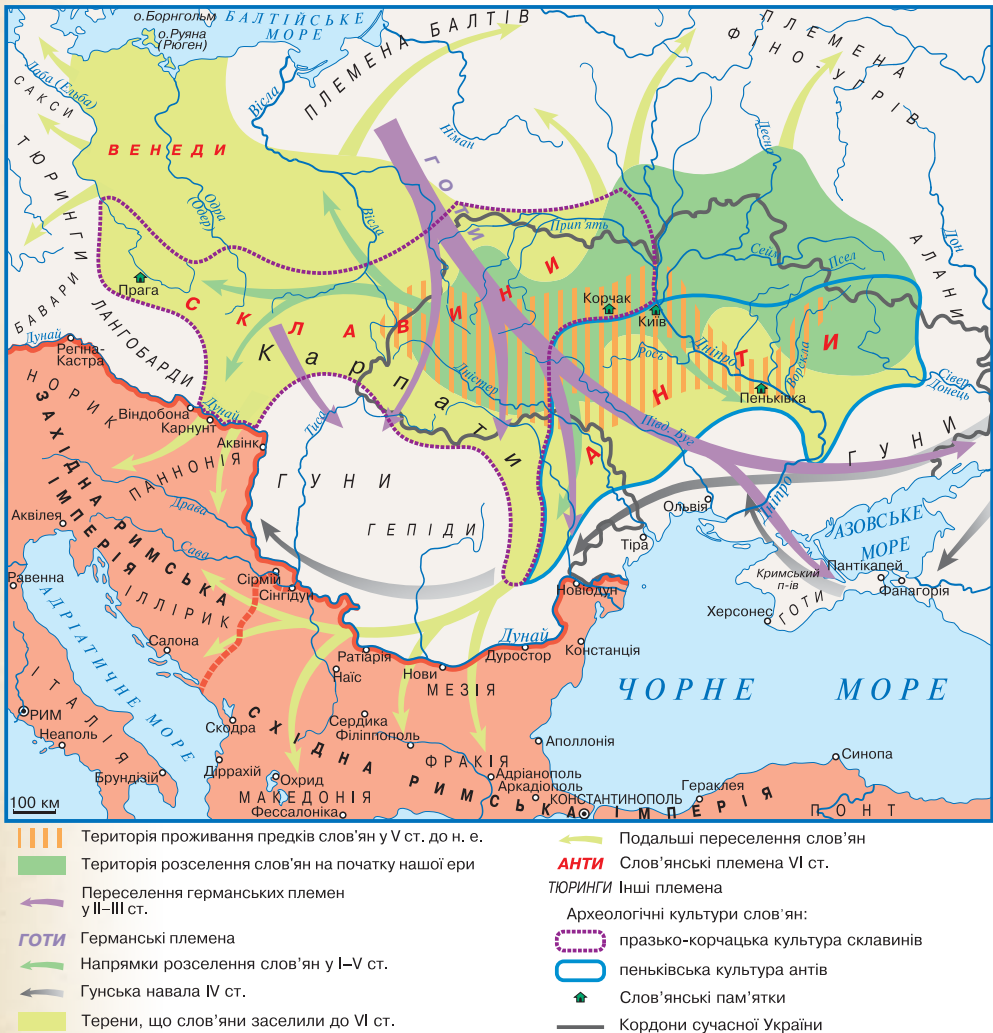 о.Борнгольм
о.Руяна
(Рюген)
БАЛТІЙСЬКЕ
МОРЕ
ПЛЕМЕНА БАЛТІВ
ПЛЕМЕНА
ФІНО-УГРІВ
Лаба (Ельба)
САКСИ
ТЮРИНГИ
Вісла
Німан
Десна
ВЕНЕДИ
ГОТИ
Одра
(Одер)
Вісла
Прип'ять
Сейм
Псел
Дон
АЛАНИ
Прага
СКЛАВИНИ
Корчак
Київ
БАВАРИ
ЛАНГОБАРДИ
Дунай
Регіна-
Кастра
Карпати
Дністер
Рось
Дніпро
Ворскла
АНТИ
Пеньківка
Сівер.
Донець
НОРИК
Віндобона
Карнунт
Дунай
Аквінк
Тиса
Півд. Буг
ГУНИ
ПАННОНІЯ
ГУНИ
ГЕПІДИ
ЗАХІДНА РИМСЬКА
ІМПЕРІЯ
Драва
Сава
Аквілея
Ольвія
Дніпро
Тіра
АЗОВСЬКЕ
МОРЕ
Равенна
Сірмій
Сінгідун
ІЛЛІРИК
Новіодун
Кримський
п-ів
Пантікапей
Фанагорія
ГОТИ
Херсонес
АДРІАТИЧНЕ МОРЕ
Салона
Ратіарія
Наїс
Нови
Дунай
Дуростор
Констанція
МЕЗІЯ
ЧОРНЕ МОРЕ
ІТАЛІЯ
РИМ
Неаполь
Скодра
Сердика
Філіппополь
Аполлонія
СХІДНА РИМСЬКА ІМПЕРІЯ
ФРАКІЯ
Синопа
Брундізій
Діррахій
Охрид
Адріанополь
Аркадіополь
КОНСТАНТИНОПОЛЬ
Гераклея
МАКЕДОНІЯ
Фессалоніка
ПОНТ
100 км
Територія проживання предків слов'ян у V ст. до н. е.
Територія розселення слов'ян на початку нашої ери
Переселення германських племен
у II–III ст.
ГОТИ Германські племена
Напрямки розселення слов'ян у I–V ст.
Гунська навала IV ст.
Терени, що слов'яни заселили до VI ст.
Подальші переселення слов'ян
АНТИ Слов'янські племена VI ст.
ТЮРИНГИ Інші племена
Археологічні культури слов'ян:
празько-корчацька культура склавинів
пеньківська культура антів
Слов'янські пам'ятки
Кордони сучасної України